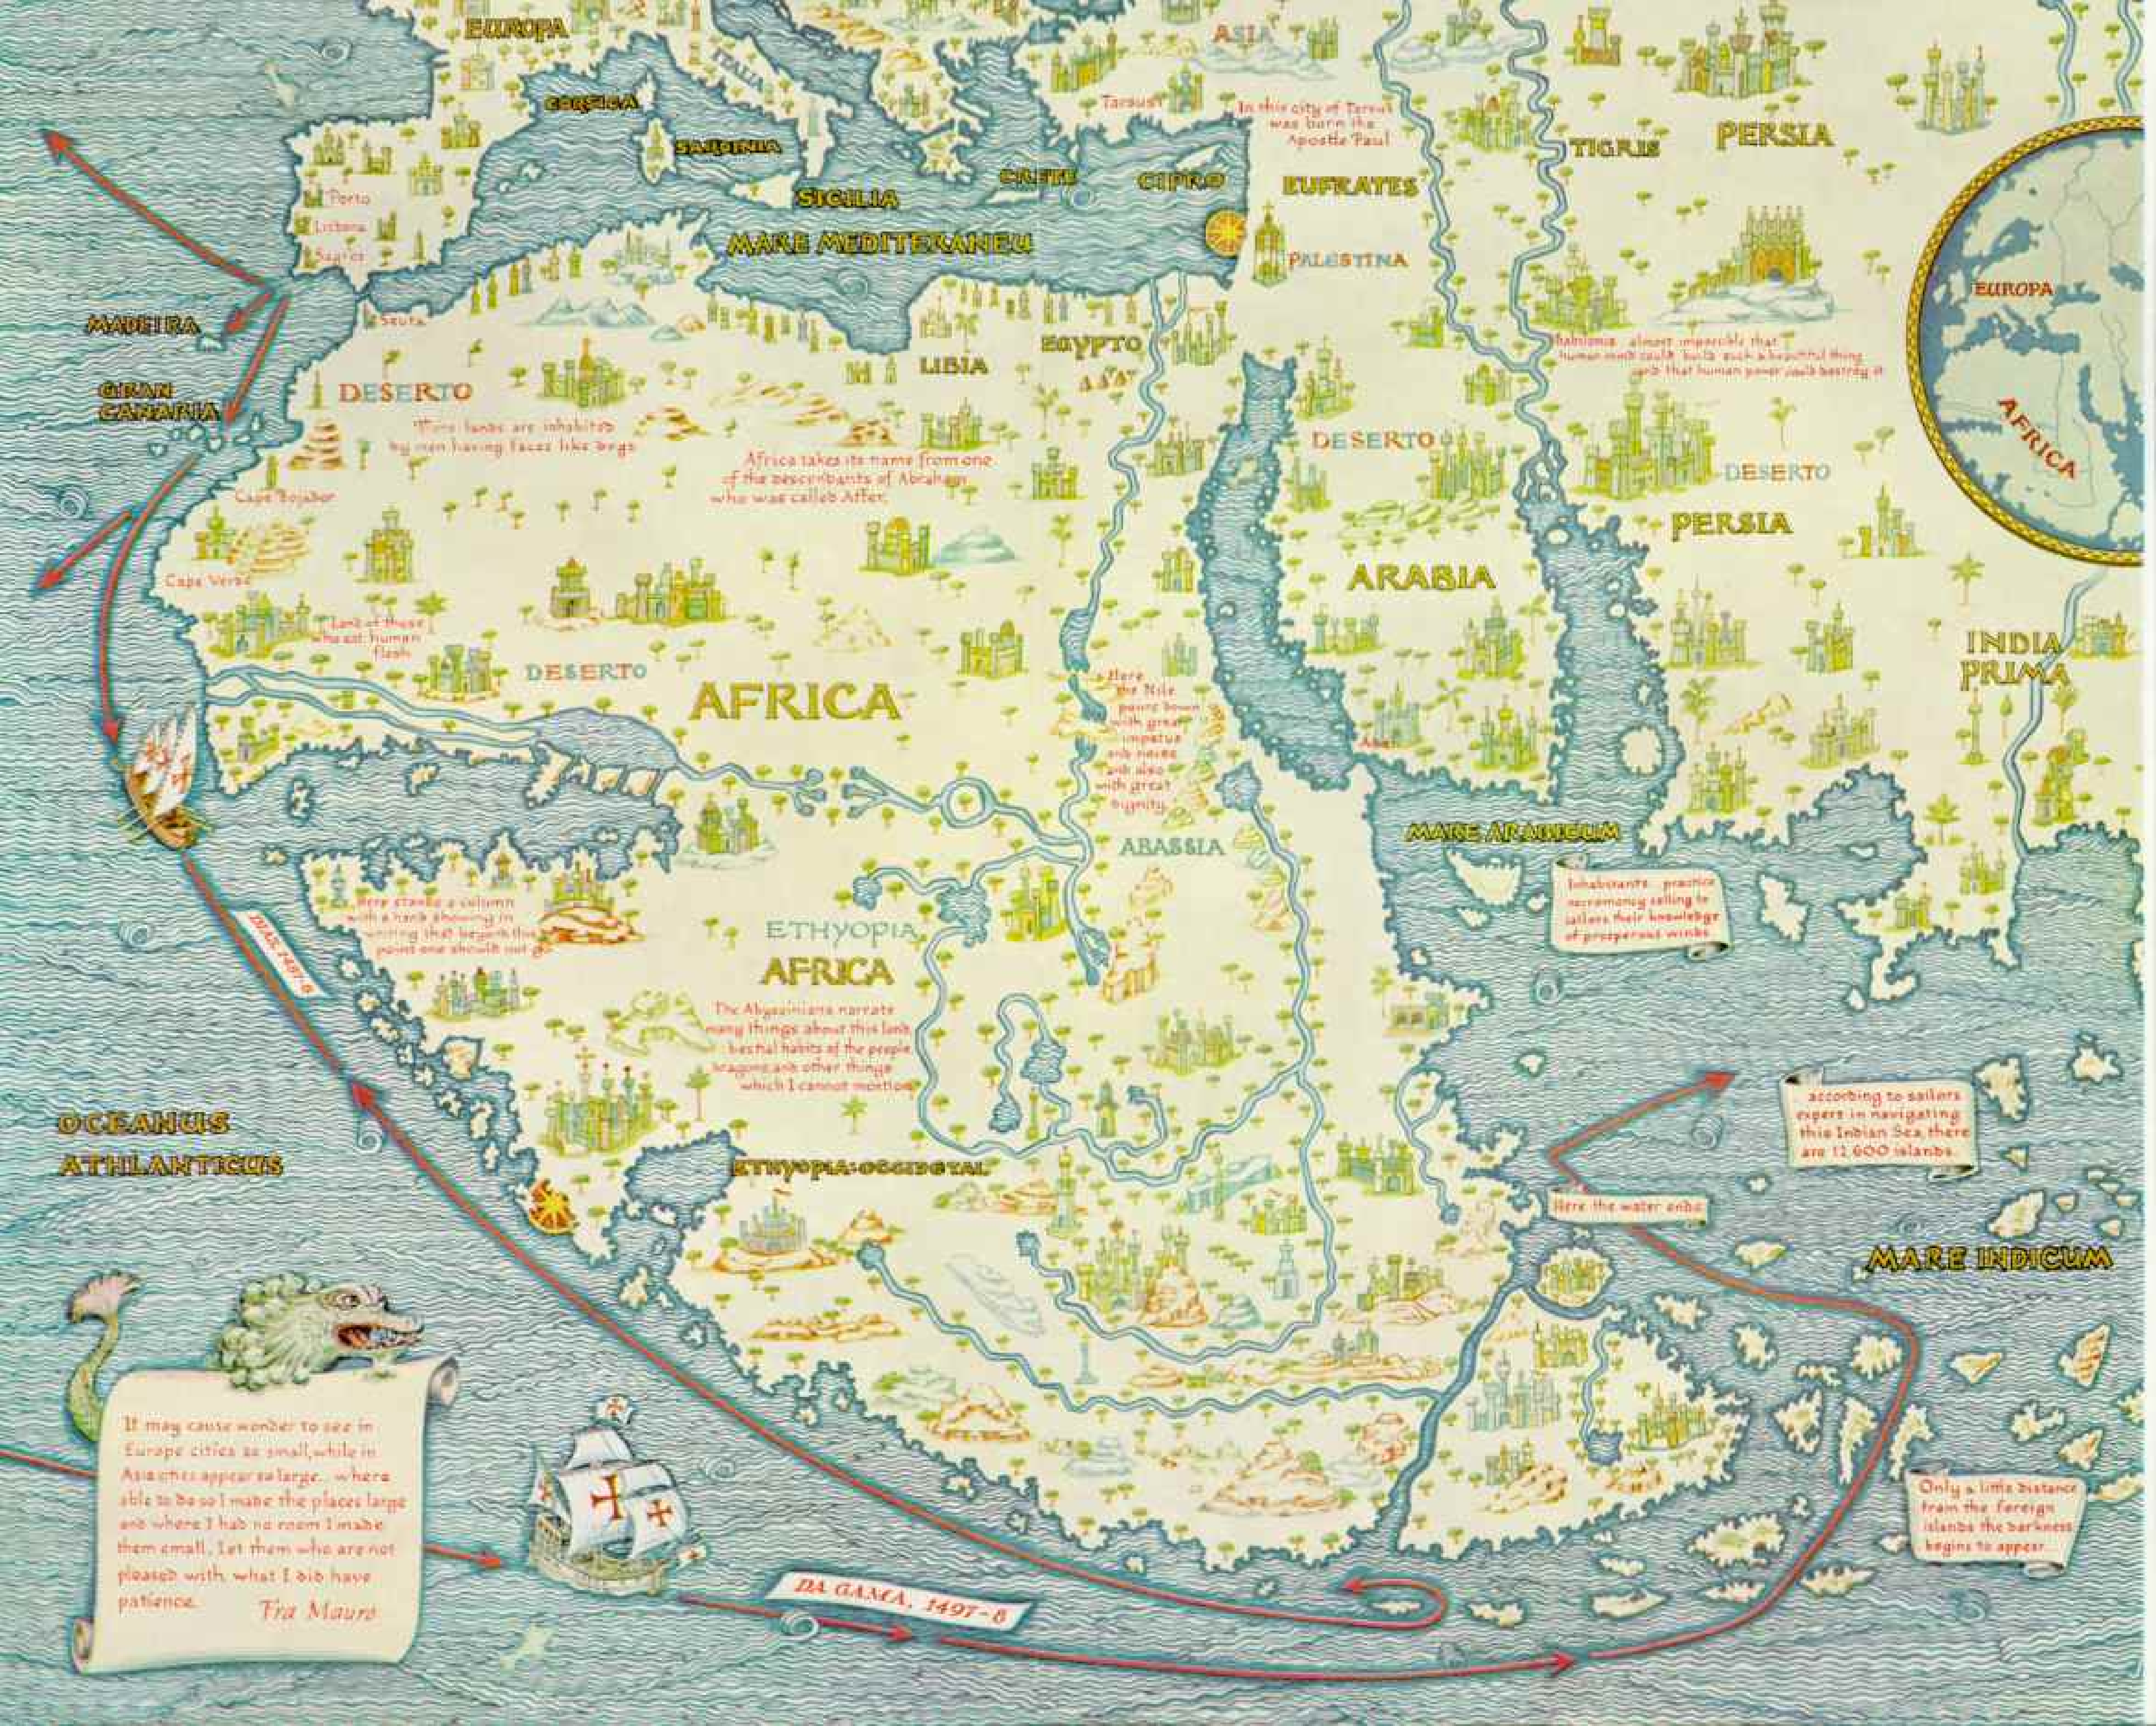 EUROPA
ITALIA
ASIA
CORSICA
SARDINIA
Tarsus
In this city of Tarsus
was born the
Apostle Paul
TIGRIS
PERSIA
CRETE
CIPRO
EUFRATES
SICILIA
MARE MEDITERANEU
PALESTINA
Porto
Lisbona
Sagres
EUROPA
AFRICA
MADEIRA
Seuta
GRAN
CANARIA
DESERTO
LIBIA
EGYPTO
Babilonia almost impossible that
human mind could build such a beautiful thing
and that human power could destroy it
These lands are inhabited
by men having faces like dogs
Africa takes its name from one
of the descendants of Abraham
who was called Affer.
DESERTO
DESERTO
PERSIA
Cape Bojador
Cape Verde
ARABIA
Land of those
who eat human
flesh
DESERTO
AFRICA
INDIA
PRIMA
Here
the Nile
pours down
with great
impetus
and noise
and also
with great
dignity
ABASSIA
MARE ARABICUM
Inhabitants practice
necromancy selling to
sailors their knowledge
of prosperous winds
Here stands a column
with a hand showing in
writing that beyond this
point one should not go
DIAS, 1487-8
ETHYOPIA
AFRICA
The Abyssinians narrate
many things about this land,
bestial habits of the people,
dragons and other things
which I cannot mention
according to sailors
expert in navigating
this Indian Sea, there
are 12,600 islands.
OCEANUS
ATHLANTICUS
ETHYOPIA:OCCIDETAL
Here the water ends
MARE INDICUM
It may cause wonder to see in
Europe cities so small, while in
Asia cities appear so large.. where
able to do so I made the places large
and where I had no room I made
them small. Let them who are not
pleased with what I did have
patience.
Fra Mauro
Only a little distance
from the foreign
islands the darkness
begins to appear
DA GAMA, 1497-8